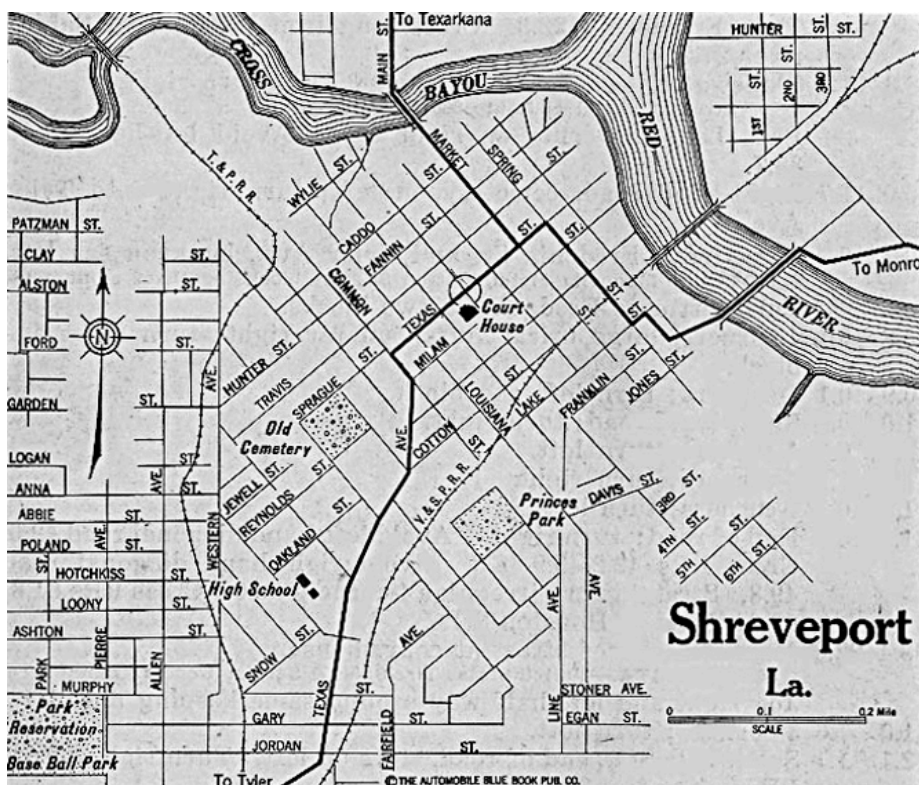 To Texarkana
MAIN ST.
HUNTER ST.
1ST ST.
2ND ST.
3RD
CROSS
BAYOU
RED
RIVER
T. & P. R. R.
MARKET ST.
SPRING ST.
WYLIE ST.
CADDO ST.
FANNIN ST.
COMMON
TEXAS ST.
MILAM ST.
Court
House
To Monro
PATZMAN ST.
CLAY ST.
ALSTON ST.
FORD ST.
GARDEN ST.
LOGAN ST.
ANNA ST.
ABBIE ST.
POLAND ST.
HOTCHKISS ST.
LOONY ST.
ASHTON ST.
MURPHY ST.
N
HUNTER ST.
TRAVIS ST.
SPRAGUE
Old
Cemetery
JEWELL ST.
REYNOLDS ST.
OAKLAND ST.
High School
SNOW ST.
WESTERN AVE.
ALLEN AVE.
PIERRE AVE.
PARK ST.
COTTON ST.
LOUISIANA ST.
LAKE ST.
FRANKLIN ST.
JONES ST.
V. & S. P. R. R.
Princes
Park
DAVIS ST.
3RD ST.
4TH ST.
5TH ST.
6TH ST.
AVE.
LINE AVE.
AVE.
TEXAS AVE.
FAIRFIELD AVE.
STONER AVE.
EGAN ST.
GARY ST.
JORDAN ST.
Park
Reservation
Base Ball Park
To Tyler
Shreveport
La.
0 0.1 0.2 Mile
SCALE
© THE AUTOMOBILE BLUE BOOK PUB. CO.